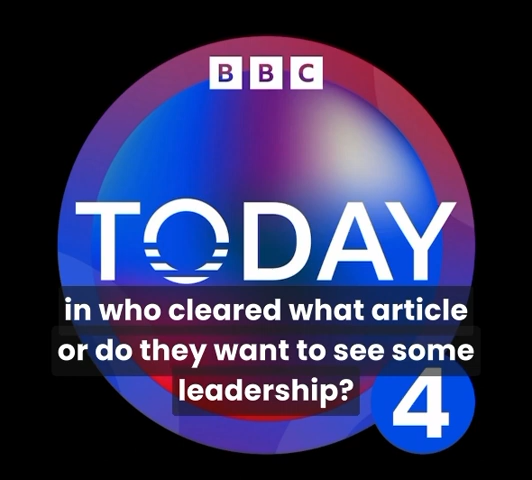 BBC
TODAY
in who cleared what article
or do they want to see some
leadership?
4